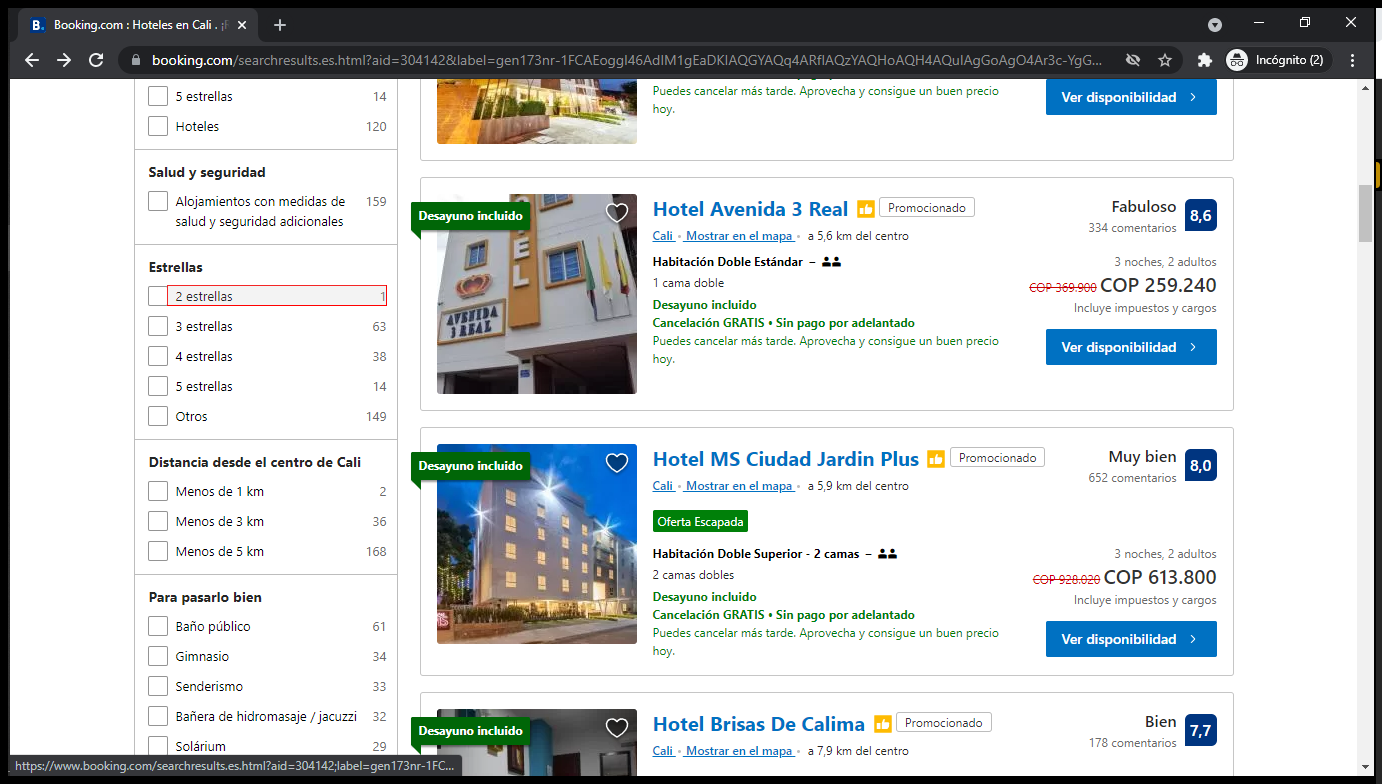 B.
Booking.com : Hoteles en Cali .
booking.com/searchresults.es.html?aid=304142&label=gen173nr-1FCAEoggI46AdIM1gEaDKIAQGYAQq4ARfIAQzYAQHoAQH4AQuIAgGoAgO4Ar3c-YgG...
Incógnito (2)
5 estrellas 14
Hoteles 120
Salud y seguridad
Alojamientos con medidas de salud y seguridad adicionales 159
Estrellas
2 estrellas 1
3 estrellas 63
4 estrellas 38
5 estrellas 14
Otros 149
Distancia desde el centro de Cali
Menos de 1 km 2
Menos de 3 km 36
Menos de 5 km 168
Para pasarlo bien
Baño público 61
Gimnasio 34
Senderismo 33
Bañera de hidromasaje / jacuzzi 32
Solárium 29
Puedes cancelar más tarde. Aprovecha y consigue un buen precio
hoy.
Ver disponibilidad
Desayuno incluido
AVENIDA
3 REAL
Hotel Avenida 3 Real Promocionado
Cali • Mostrar en el mapa • a 5,6 km del centro
Habitación Doble Estándar –
1 cama doble
Desayuno incluido
Cancelación GRATIS • Sin pago por adelantado
Puedes cancelar más tarde. Aprovecha y consigue un buen precio
hoy.
Fabuloso 8,6
334 comentarios
3 noches, 2 adultos
COP 369.900 COP 259.240
Incluye impuestos y cargos
Ver disponibilidad
Desayuno incluido
Hotel MS Ciudad Jardin Plus Promocionado
Cali • Mostrar en el mapa • a 5,9 km del centro
Oferta Escapada
Habitación Doble Superior - 2 camas –
2 camas dobles
Desayuno incluido
Cancelación GRATIS • Sin pago por adelantado
Puedes cancelar más tarde. Aprovecha y consigue un buen precio
hoy.
Muy bien 8,0
652 comentarios
3 noches, 2 adultos
COP 928.020 COP 613.800
Incluye impuestos y cargos
Ver disponibilidad
Desayuno incluido
Hotel Brisas De Calima Promocionado
Cali • Mostrar en el mapa • a 7,9 km del centro
Bien 7,7
178 comentarios
https://www.booking.com/searchresults.es.html?aid=304142;label=gen173nr-1FC...